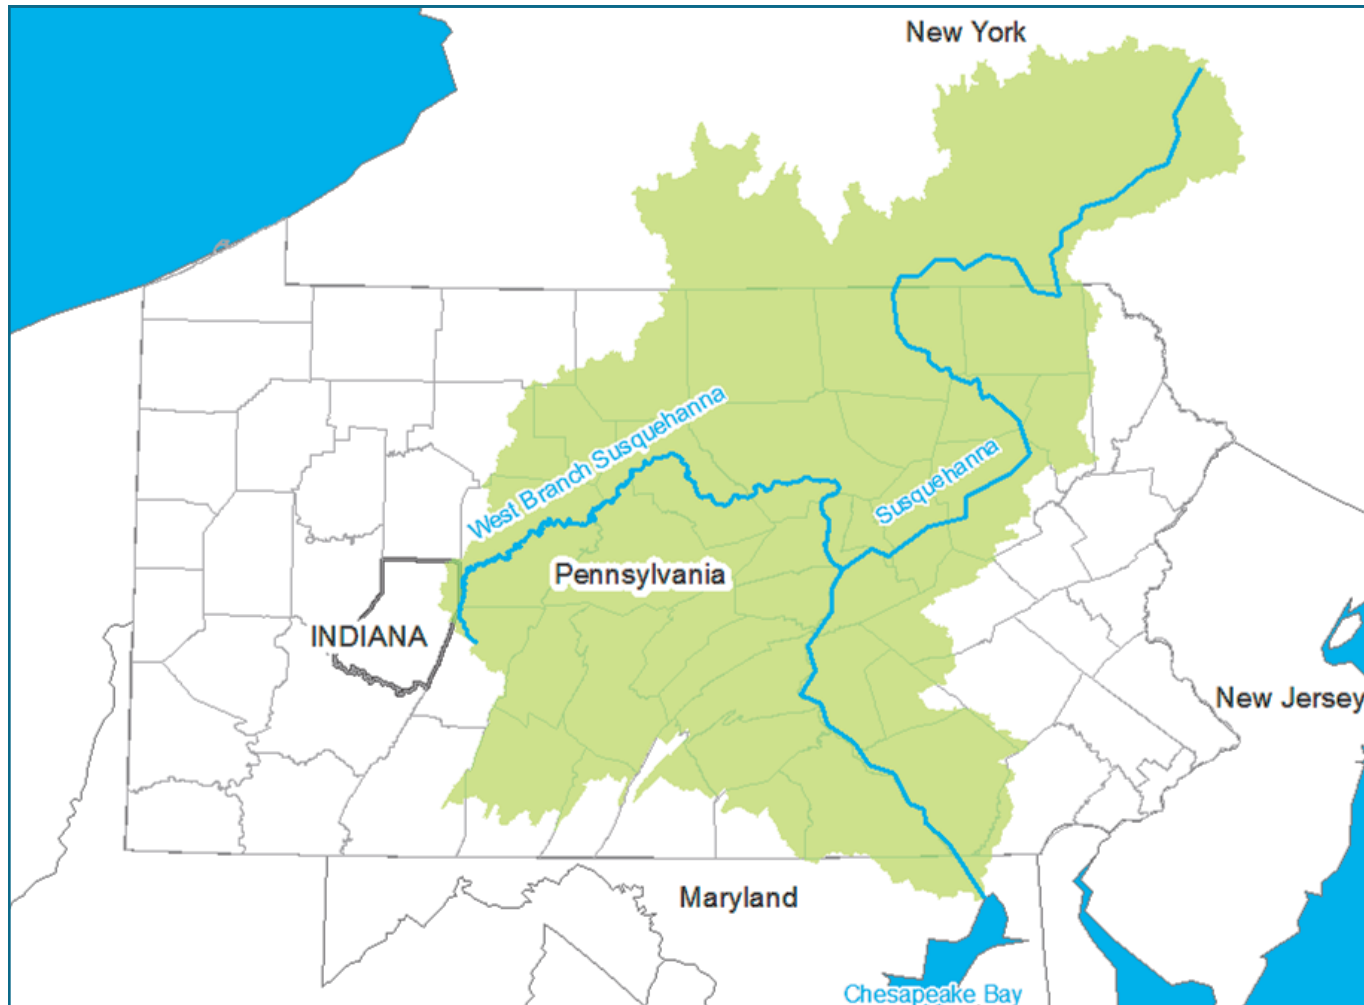 New York
West Branch Susquehanna
Susquehanna
Pennsylvania
INDIANA
New Jersey
Maryland
Chesapeake Bay